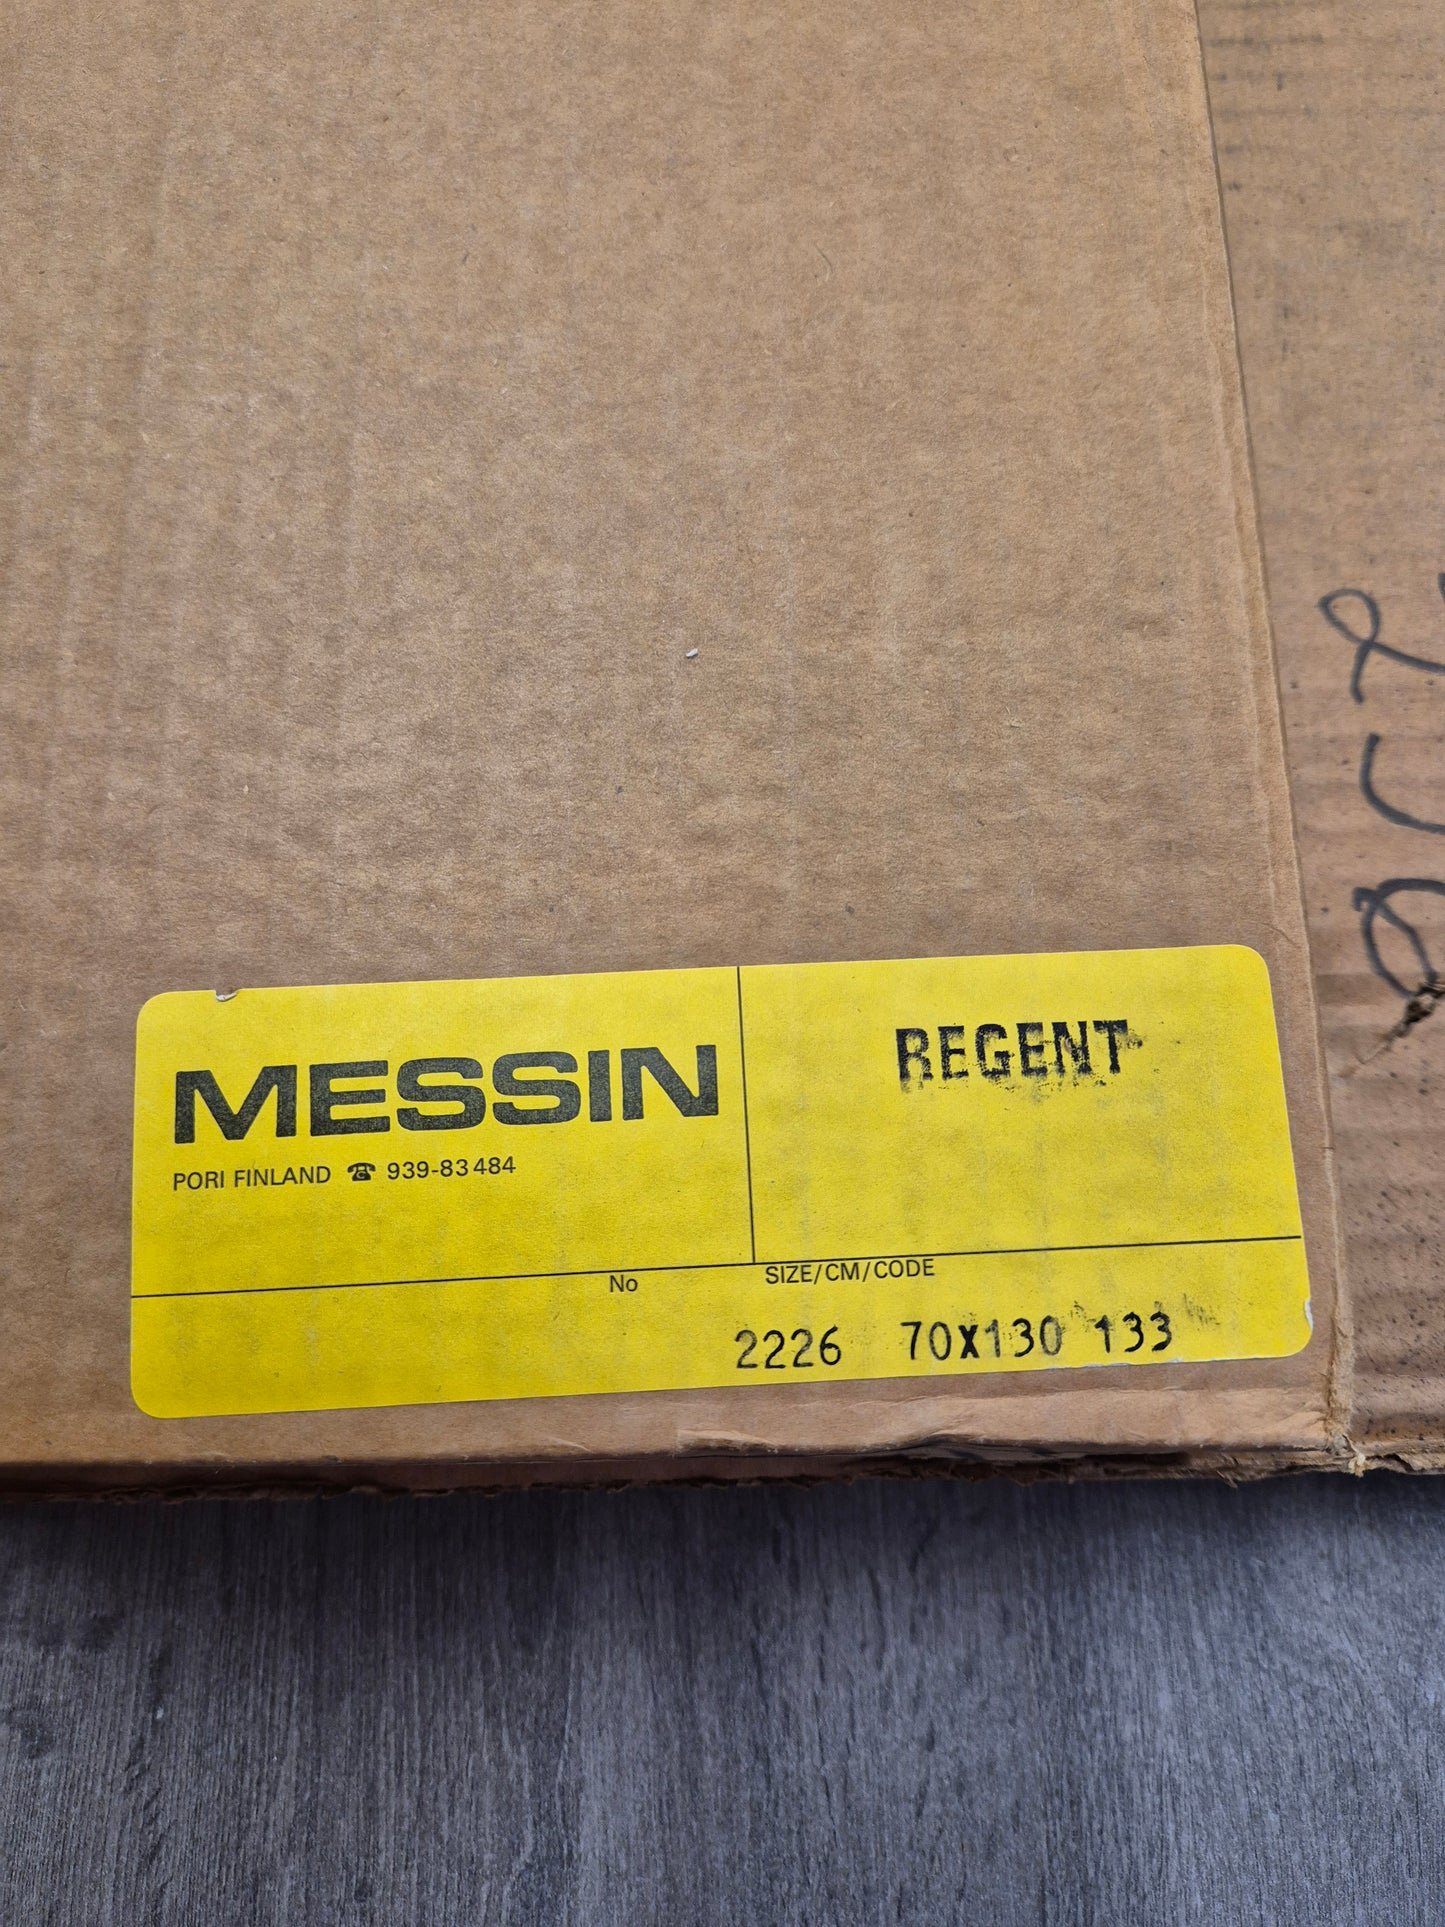 MESSIN
PORI FINLAND ☎ 939-83 484
REGENT
No SIZE/CM/CODE
2226 70X130 133